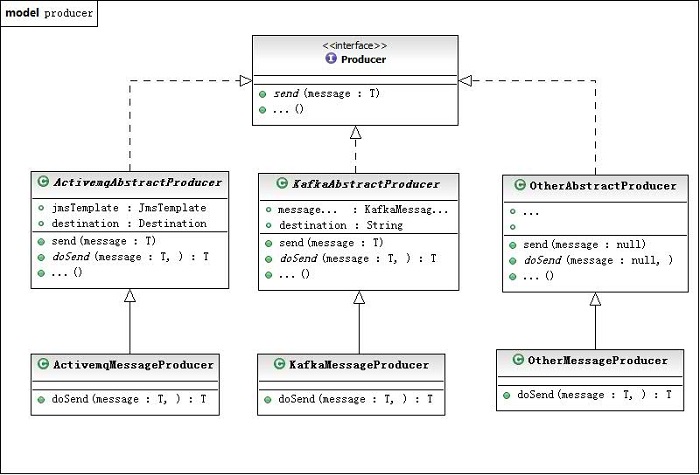 model producer
<<interface>>
I Producer
send (message : T)
... ()
C ActivemqAbstractProducer
jmsTemplate : JmsTemplate
destination : Destination
send (message : T)
doSend (message : T, ) : T
... ()
C KafkaAbstractProducer
message... : KafkaMessag...
destination : String
send (message : T)
doSend (message : T, ) : T
... ()
C OtherAbstractProducer
...
send (message : null)
doSend (message : null, )
... ()
C ActivemqMessageProducer
doSend (message : T, ) : T
C KafkaMessageProducer
doSend (message : T, ) : T
C OtherMessageProducer
doSend (message : T, ) : T